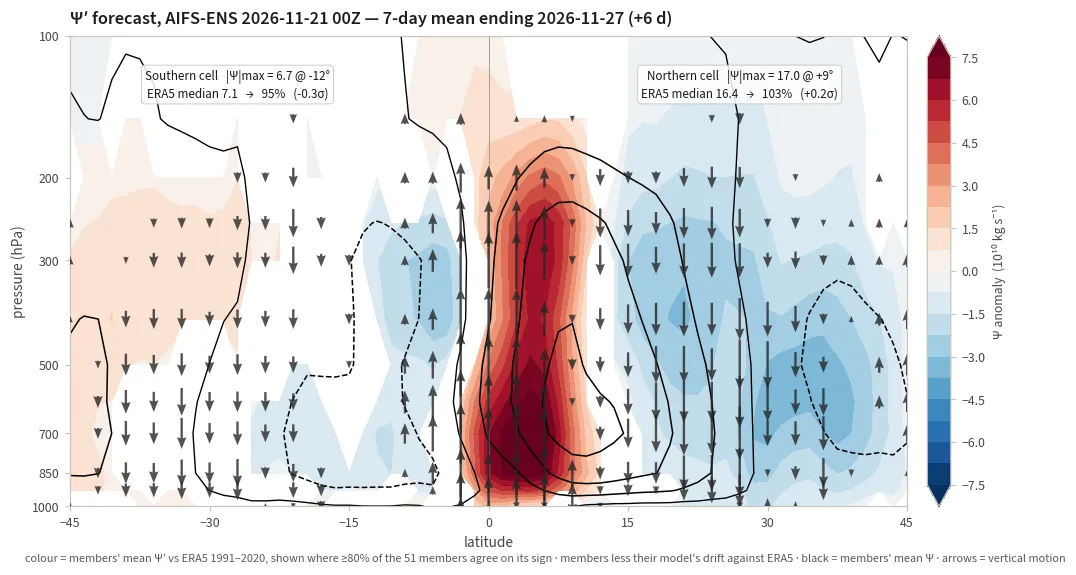 Ψ′ forecast, AIFS-ENS 2026-11-21 00Z — 7-day mean ending 2026-11-27 (+6 d)
Southern cell |Ψ|max = 6.7 @ -12°
ERA5 median 7.1 → 95% (-0.3σ)
Northern cell |Ψ|max = 17.0 @ +9°
ERA5 median 16.4 → 103% (+0.2σ)
pressure (hPa)
100
200
300
500
700
850
1000
−45
−30
−15
0
15
30
45
latitude
7.5
6.0
4.5
3.0
1.5
0.0
−1.5
−3.0
−4.5
−6.0
−7.5
Ψ anomaly (10¹⁰ kg s⁻¹)
colour = members' mean Ψ′ vs ERA5 1991–2020, shown where ≥80% of the 51 members agree on its sign · members less their model's drift against ERA5 · black = members' mean Ψ · arrows = vertical motion